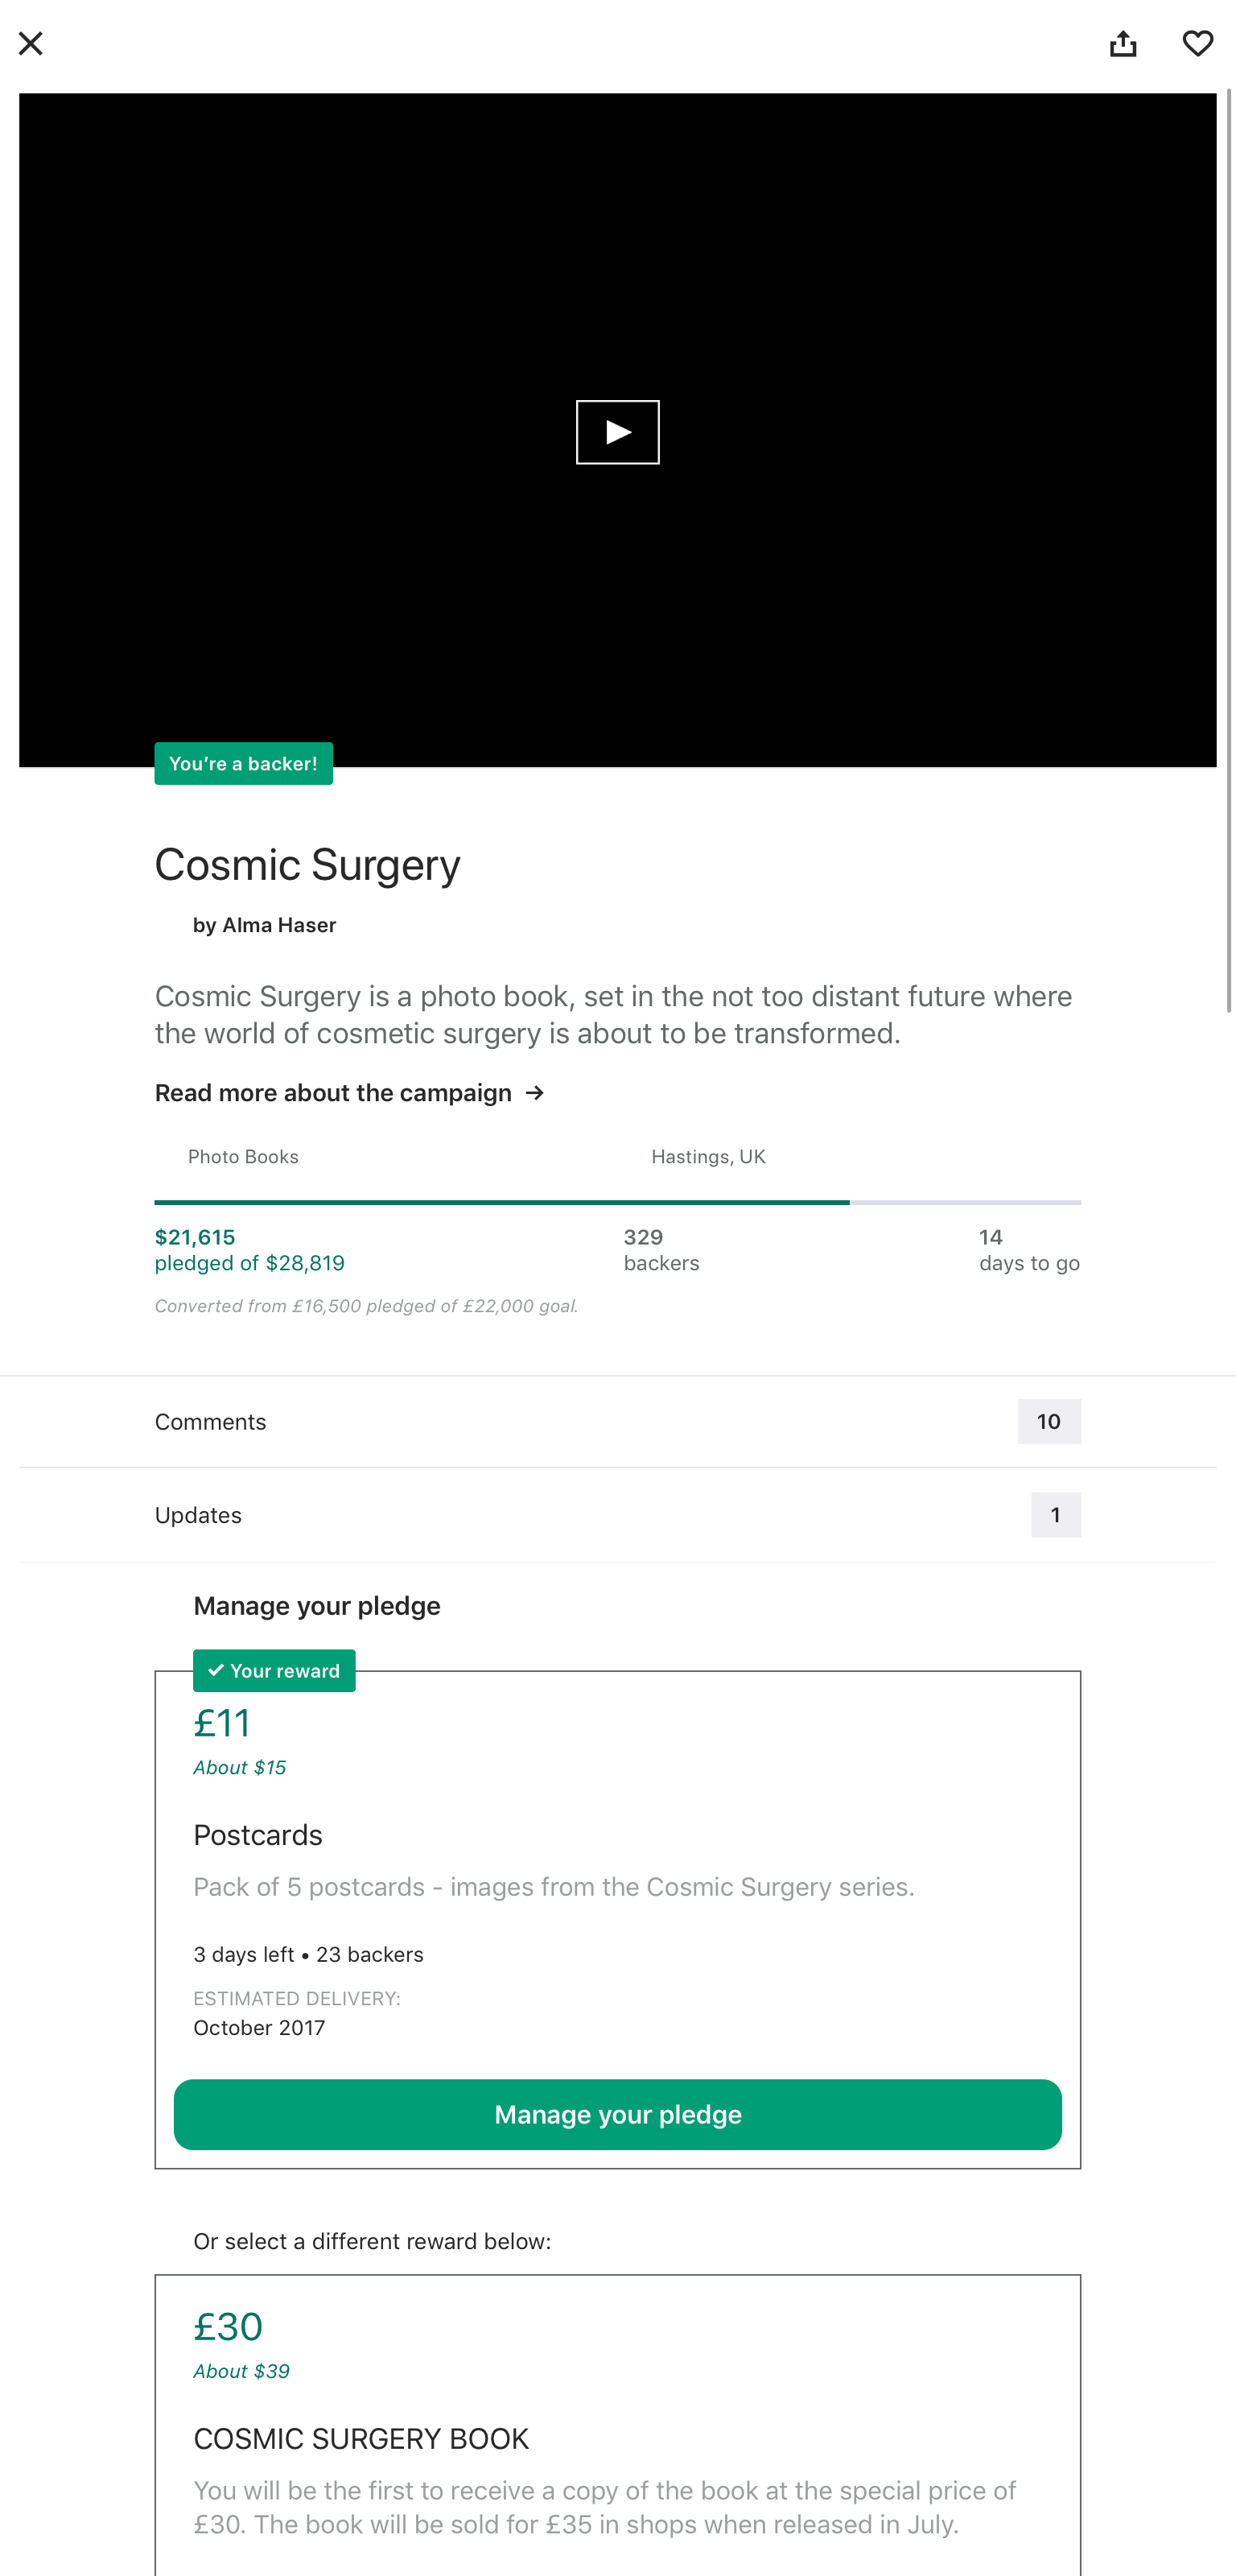 You’re a backer!
Cosmic Surgery
by Alma Haser
Cosmic Surgery is a photo book, set in the not too distant future where
the world of cosmetic surgery is about to be transformed.
Read more about the campaign →
Photo Books
Hastings, UK
$21,615
pledged of $28,819
329
backers
14
days to go
Converted from £16,500 pledged of £22,000 goal.
Comments
10
Updates
1
Manage your pledge
Your reward
£11
About $15
Postcards
Pack of 5 postcards - images from the Cosmic Surgery series.
3 days left • 23 backers
ESTIMATED DELIVERY:
October 2017
Manage your pledge
Or select a different reward below:
£30
About $39
COSMIC SURGERY BOOK
You will be the first to receive a copy of the book at the special price of
£30. The book will be sold for £35 in shops when released in July.